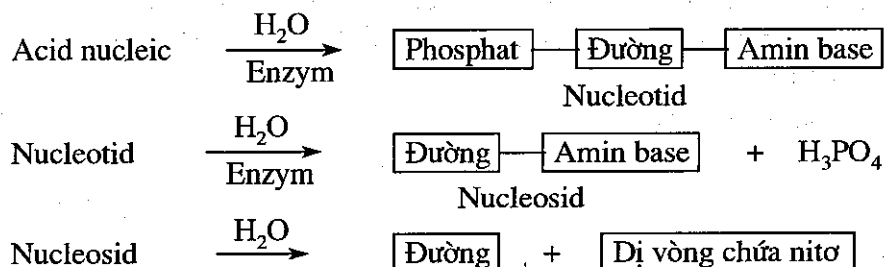 H₂O
Acid nucleic Phosphat Đường Amin base
Enzym
Nucleotid
H₂O
Nucleotid Đường Amin base + H₃PO₄
Enzym
Nucleosid
H₂O
Nucleosid Đường + Dị vòng chứa nitơ